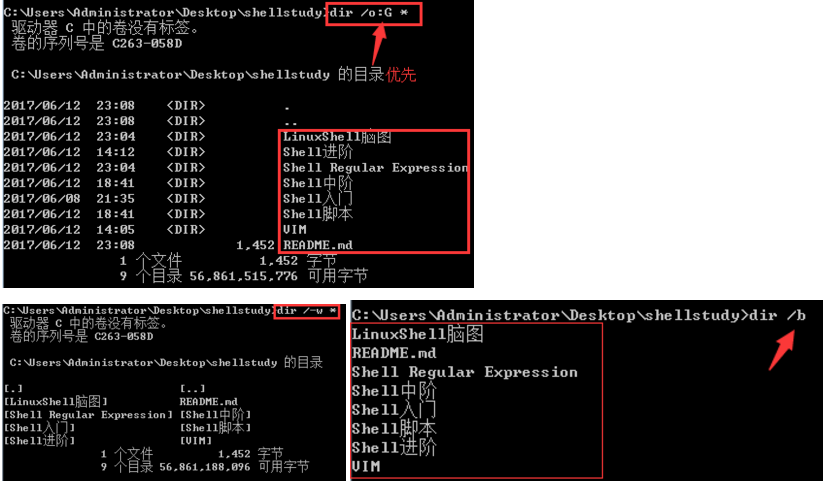 C:\Users\Administrator\Desktop\shellstudy>dir /o:G *
驱动器 C 中的卷没有标签。
卷的序列号是 C263-058D
C:\Users\Administrator\Desktop\shellstudy 的目录优先
2017/06/12 23:08 <DIR> .
2017/06/12 23:08 <DIR> ..
2017/06/12 23:04 <DIR> LinuxShell脑图
2017/06/12 14:12 <DIR> Shell进阶
2017/06/12 23:04 <DIR> Shell Regular Expression
2017/06/12 18:41 <DIR> Shell中阶
2017/06/08 21:35 <DIR> Shell入门
2017/06/12 18:41 <DIR> Shell脚本
2017/06/12 14:05 <DIR> VIM
2017/06/12 23:08 1,452 README.md
1 个文件 1,452 字节
9 个目录 56,861,515,776 可用字节
C:\Users\Administrator\Desktop\shellstudy>dir /-w *
驱动器 C 中的卷没有标签。
卷的序列号是 C263-058D
C:\Users\Administrator\Desktop\shellstudy 的目录
[.] [..]
[LinuxShell脑图] README.md
[Shell Regular Expression] [Shell中阶]
[Shell入门] [Shell脚本]
[Shell进阶] [VIM]
1 个文件 1,452 字节
9 个目录 56,861,188,096 可用字节
C:\Users\Administrator\Desktop\shellstudy>dir /b
LinuxShell脑图
README.md
Shell Regular Expression
Shell中阶
Shell入门
Shell脚本
Shell进阶
VIM